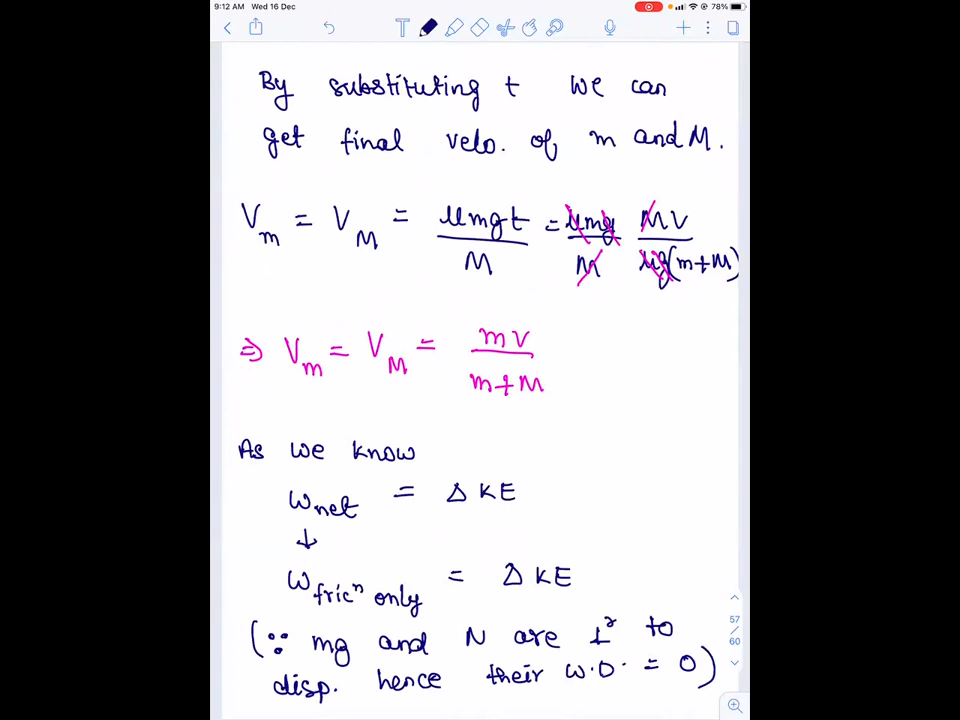 9:12 AM Wed 16 Dec 78%
By substituting t we can
get final velo. of m and M.
V_m = V_M = μmgt/M = μmg/M MV/μg(m+M)
⇒ V_m = V_M = mv/m+M
As we know
W_net = Δ KE
↓
W_fricⁿ only = Δ KE
(∵ mg and N are ⊥ʳ to
disp. hence their W.D. = 0)
57
/
60